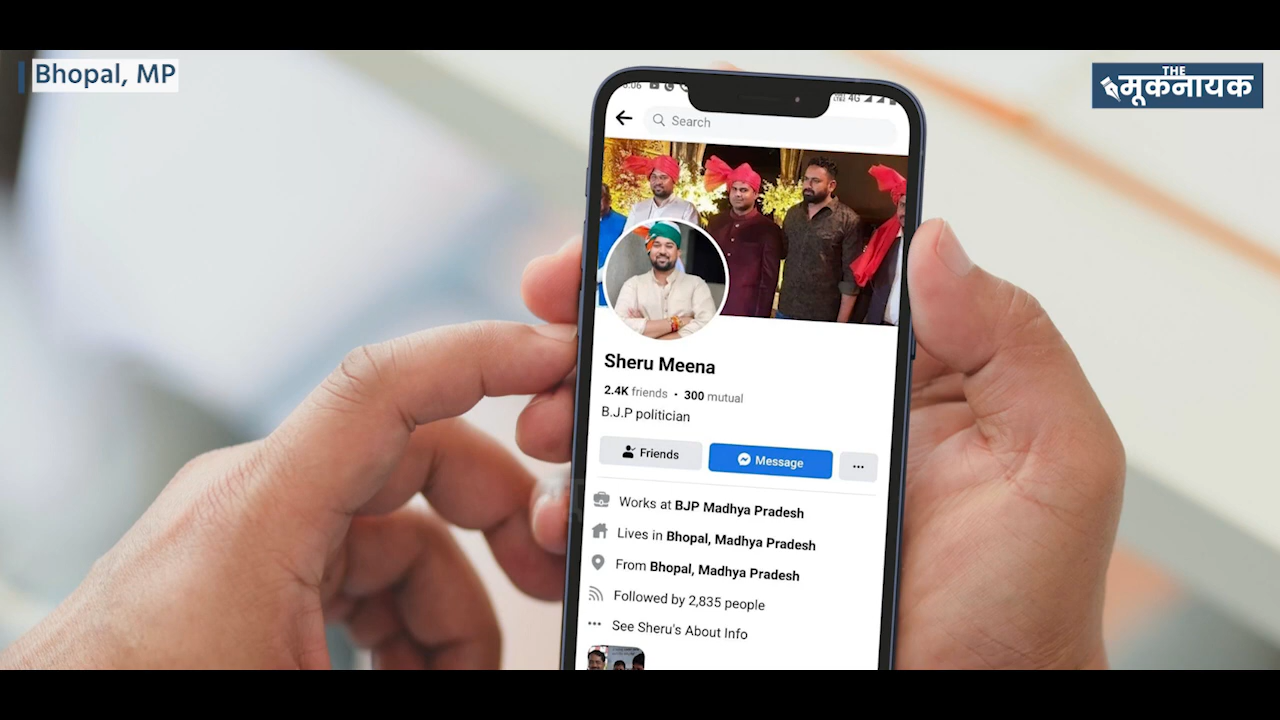 Bhopal, MP
THE
मूकनायक
Search
4G
Sheru Meena
2.4K friends • 300 mutual
B.J.P politician
Friends
Message
Works at BJP Madhya Pradesh
Lives in Bhopal, Madhya Pradesh
From Bhopal, Madhya Pradesh
Followed by 2,835 people
See Sheru's About Info